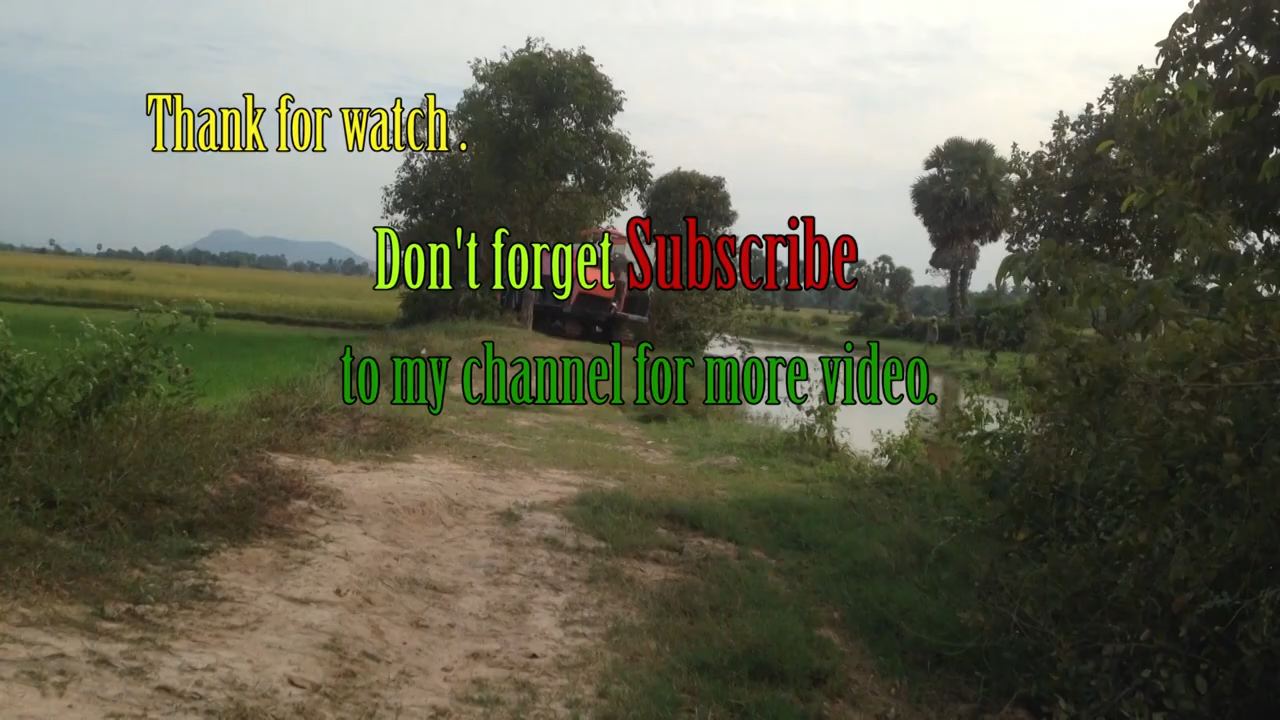 Thank for watch .
Don't forget Subscribe
to my channel for more video.